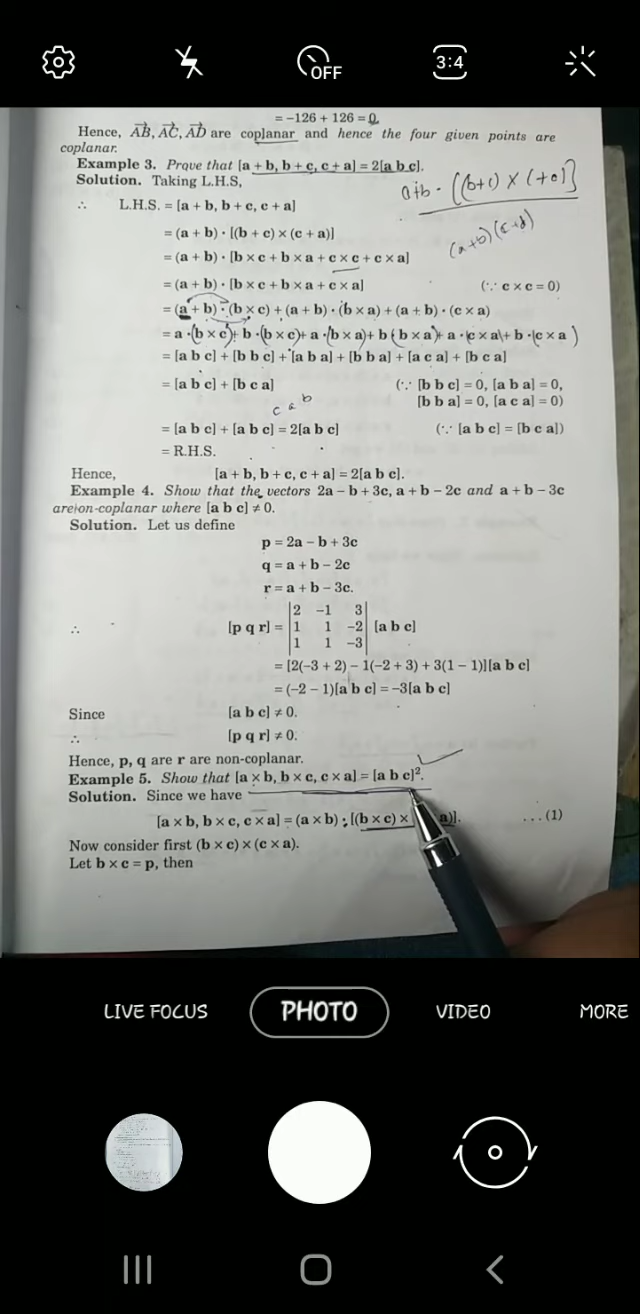 OFF
3:4
= −126 + 126 = 0.
Hence, AB, AC, AD are coplanar and hence the four given points are
coplanar.
Example 3. Prove that [a + b, b + c, c + a] = 2[a b c].
Solution. Taking L.H.S,
a+b · [(b+c) × (+a)]
∴ L.H.S. = [a + b, b + c, c + a]
= (a + b) · [(b + c) × (c + a)]
(a+b)(c+d)
= (a + b) · [b × c + b × a + c × c + c × a]
= (a + b) · [b × c + b × a + c × a] (∵ c × c = 0)
= (a + b) · (b × c) + (a + b) · (b × a) + (a + b) · (c × a)
= a · (b × c) + b · (b × c) + a · (b × a) + b (b × a) + a · (c × a) + b · (c × a)
= [a b c] + [b b c] + [a b a] + [b b a] + [a c a] + [b c a]
= [a b c] + [b c a] (∵ [b b c] = 0, [a b a] = 0,
[b b a] = 0, [a c a] = 0)
c a b
= [a b c] + [a b c] = 2[a b c] (∵ [a b c] = [b c a])
= R.H.S.
Hence, [a + b, b + c, c + a] = 2[a b c].
Example 4. Show that the vectors 2a − b + 3c, a + b − 2c and a + b − 3c
are on-coplanar where [a b c] ≠ 0.
Solution. Let us define
p = 2a − b + 3c
q = a + b − 2c
r = a + b − 3c.
2 −1 3
∴ [p q r] = | 1 1 −2 | [a b c]
1 1 −3
= [2(−3 + 2) − 1(−2 + 3) + 3(1 − 1)][a b c]
= (−2 − 1)[a b c] = −3[a b c]
Since [a b c] ≠ 0.
∴ [p q r] ≠ 0.
Hence, p, q are r are non-coplanar.
Example 5. Show that [a × b, b × c, c × a] = [a b c]².
Solution. Since we have
[a × b, b × c, c × a] = (a × b) · [(b × c) × a)]. ... (1)
Now consider first (b × c) × (c × a).
Let b × c = p, then
LIVE FOCUS PHOTO VIDEO MORE